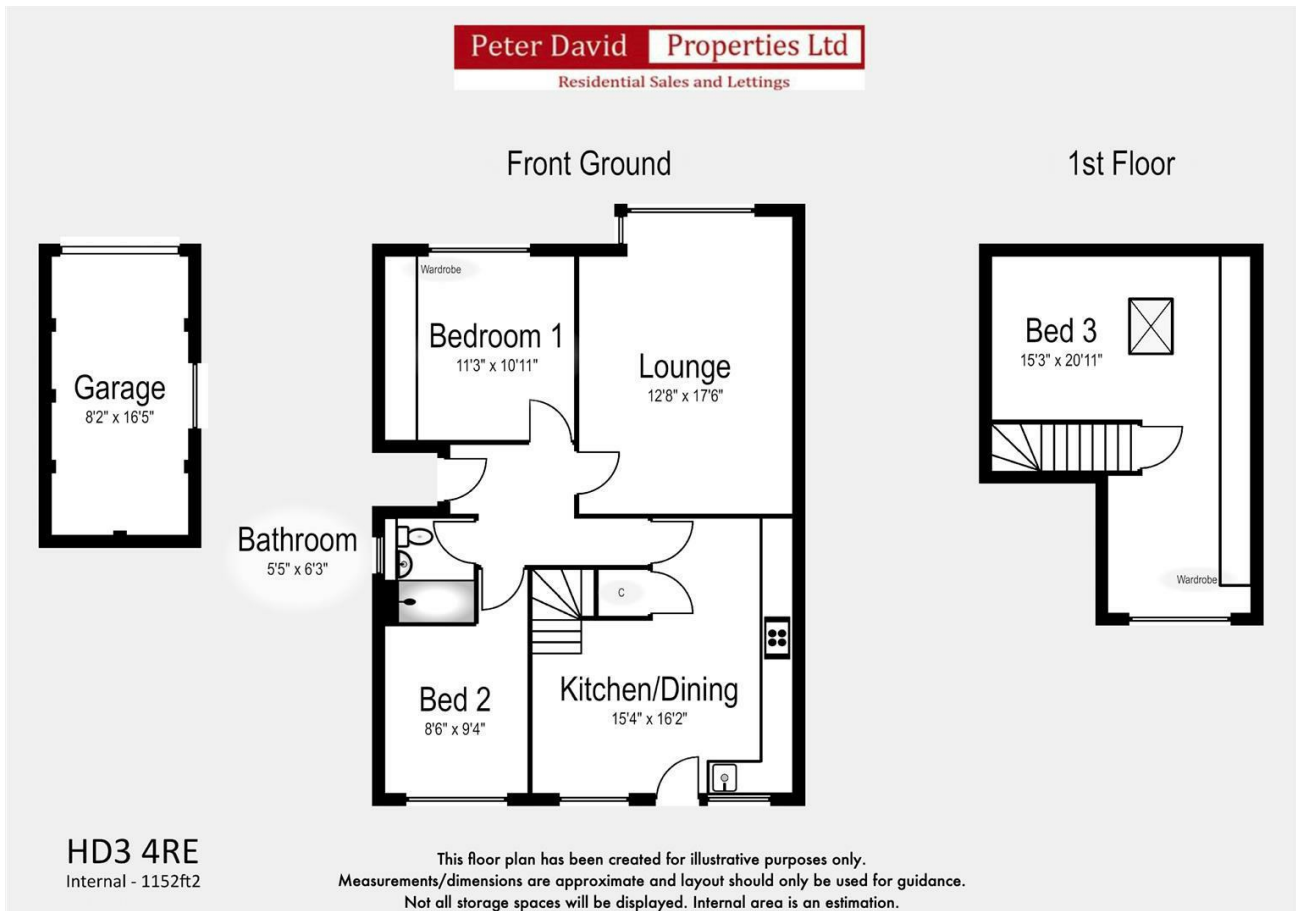 Peter David Properties Ltd
Residential Sales and Lettings
Front Ground
1st Floor
Wardrobe
Bedroom 1
11'3" x 10'11"
Lounge
12'8" x 17'6"
Bed 3
15'3" x 20'11"
Garage
8'2" x 16'5"
Bathroom
5'5" x 6'3"
C
Wardrobe
Kitchen/Dining
15'4" x 16'2"
Bed 2
8'6" x 9'4"
HD3 4RE
Internal - 1152ft2
This floor plan has been created for illustrative purposes only.
Measurements/dimensions are approximate and layout should only be used for guidance.
Not all storage spaces will be displayed. Internal area is an estimation.